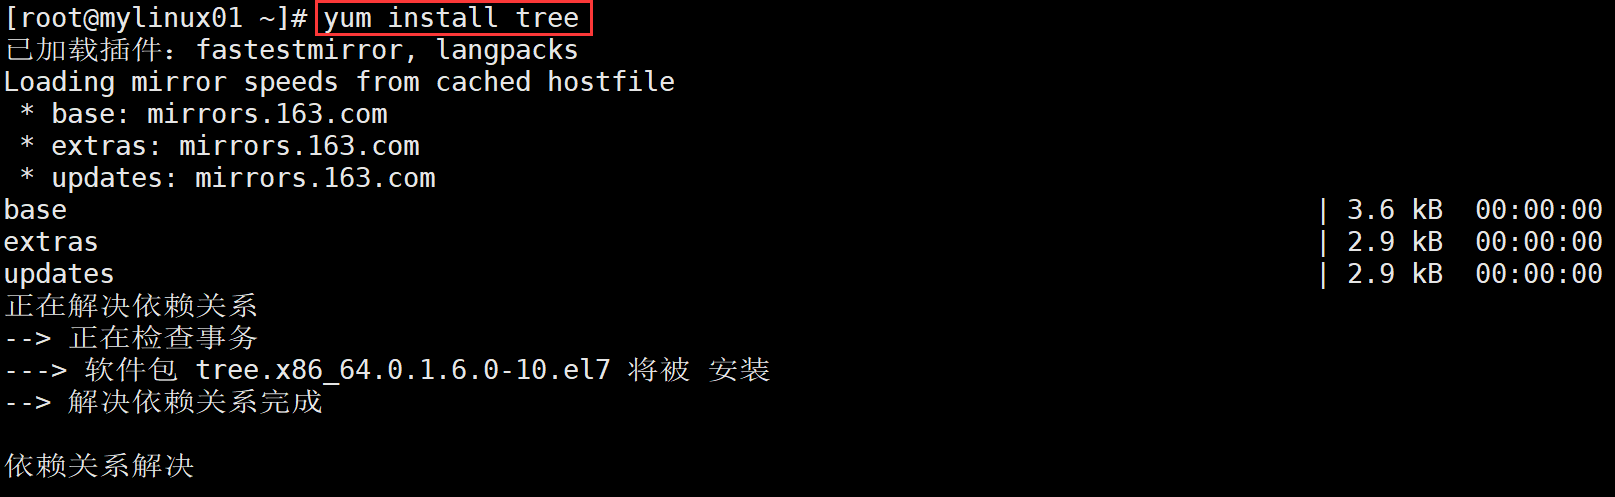 [root@mylinux01 ~]# yum install tree
已加载插件：fastestmirror, langpacks
Loading mirror speeds from cached hostfile
 * base: mirrors.163.com
 * extras: mirrors.163.com
 * updates: mirrors.163.com
base | 3.6 kB 00:00:00
extras | 2.9 kB 00:00:00
updates | 2.9 kB 00:00:00
正在解决依赖关系
--> 正在检查事务
---> 软件包 tree.x86_64.0.1.6.0-10.el7 将被 安装
--> 解决依赖关系完成
依赖关系解决